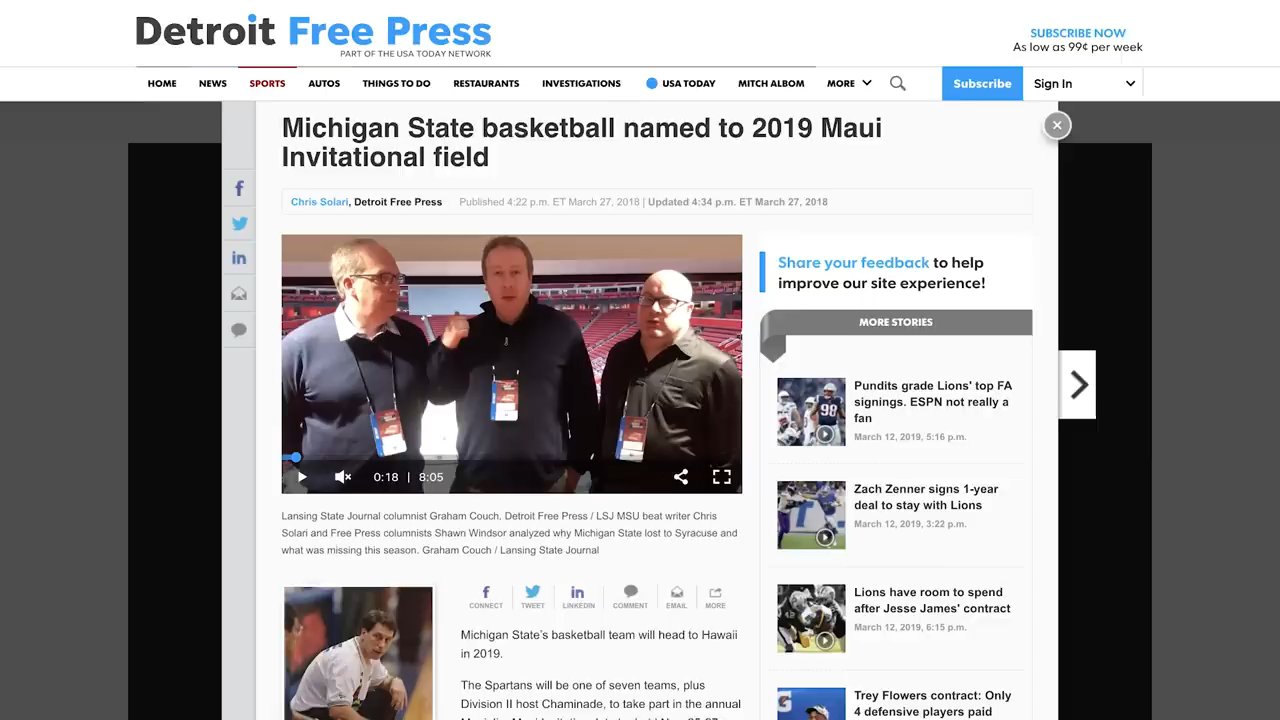 Detroit Free Press
PART OF THE USA TODAY NETWORK
SUBSCRIBE NOW
As low as 99¢ per week
HOME NEWS SPORTS AUTOS THINGS TO DO RESTAURANTS INVESTIGATIONS USA TODAY MITCH ALBOM MORE Subscribe Sign In
Michigan State basketball named to 2019 Maui
Invitational field
Chris Solari, Detroit Free Press Published 4:22 p.m. ET March 27, 2018 | Updated 4:34 p.m. ET March 27, 2018
0:18 | 8:05
Lansing State Journal columnist Graham Couch. Detroit Free Press / LSJ MSU beat writer Chris
Solari and Free Press columnists Shawn Windsor analyzed why Michigan State lost to Syracuse and
what was missing this season. Graham Couch / Lansing State Journal
CONNECT TWEET LINKEDIN COMMENT EMAIL MORE
Michigan State's basketball team will head to Hawaii
in 2019.
The Spartans will be one of seven teams, plus
Division II host Chaminade, to take part in the annual
Share your feedback to help
improve our site experience!
MORE STORIES
Pundits grade Lions' top FA
signings. ESPN not really a
fan
March 12, 2019, 5:16 p.m.
Zach Zenner signs 1-year
deal to stay with Lions
March 12, 2019, 3:22 p.m.
Lions have room to spend
after Jesse James' contract
March 12, 2019, 6:15 p.m.
Trey Flowers contract: Only
4 defensive players paid